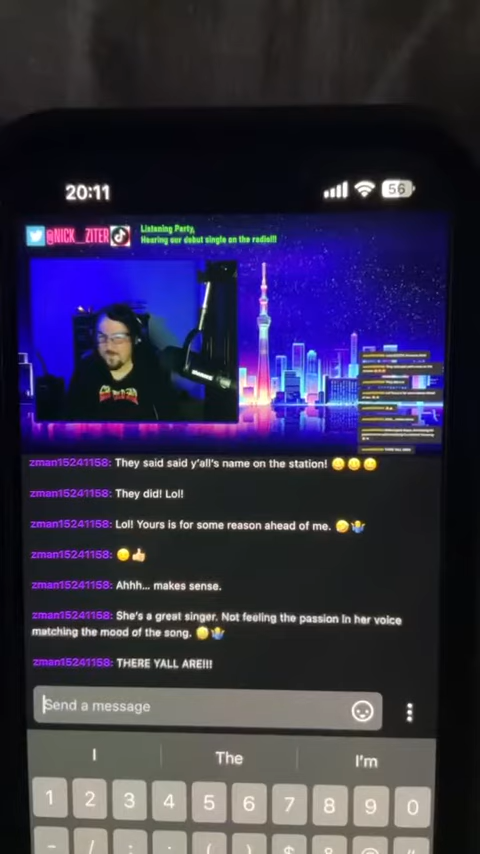 20:11
56
@NICK_ZITER
Listening Party,
Hearing our debut single on the radio!!!
zman15241158: They said said y'all's name on the station! 😀😀😀
zman15241158: They did! Lol!
zman15241158: Lol! Yours is for some reason ahead of me. 🤣🤷‍♂️
zman15241158: 🙂👍
zman15241158: Ahhh... makes sense.
zman15241158: She's a great singer. Not feeling the passion in her voice
matching the mood of the song. 🙂🤷‍♂️
zman15241158: THERE YALL ARE!!!
Send a message
I The I'm
1 2 3 4 5 6 7 8 9 0
- / : ; ( ) $ & @ "